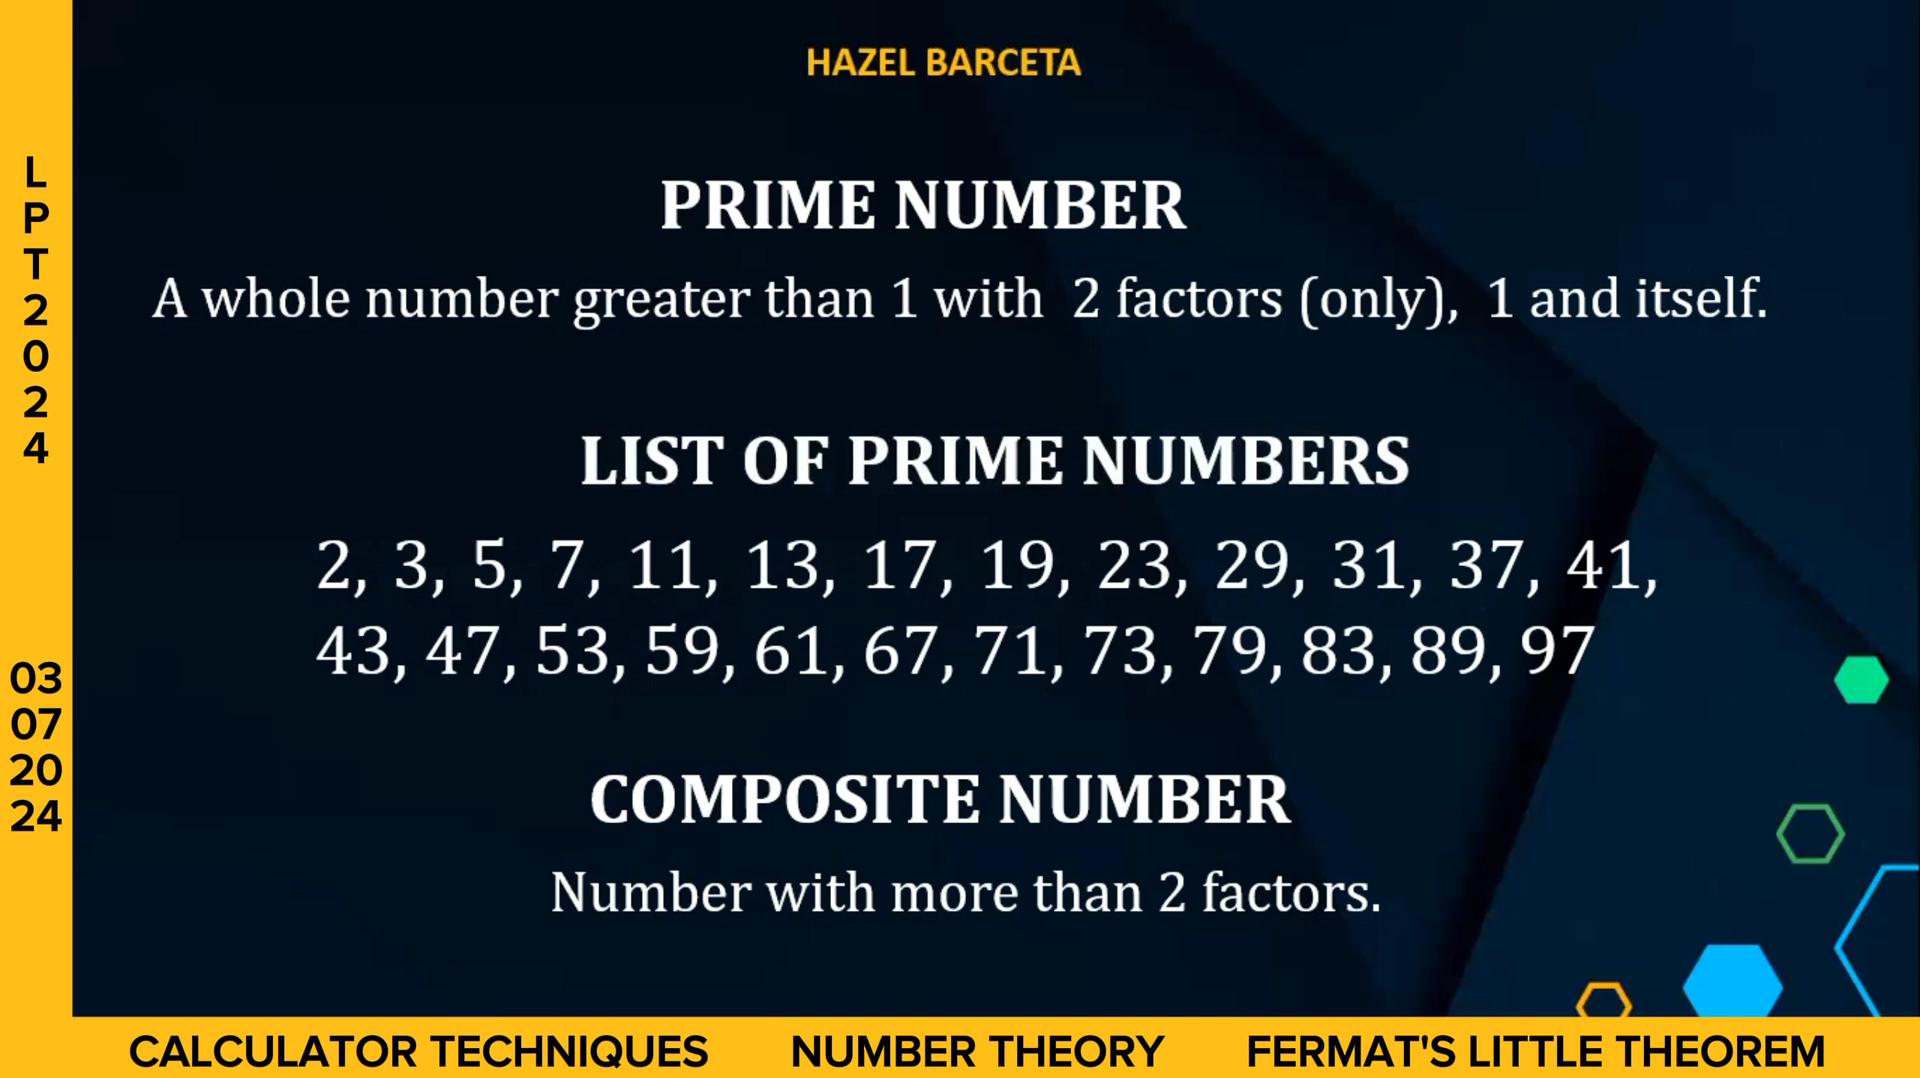 HAZEL BARCETA
L
P
T
2
0
2
4
03
07
20
24
PRIME NUMBER
A whole number greater than 1 with 2 factors (only), 1 and itself.
LIST OF PRIME NUMBERS
2, 3, 5, 7, 11, 13, 17, 19, 23, 29, 31, 37, 41,
43, 47, 53, 59, 61, 67, 71, 73, 79, 83, 89, 97
COMPOSITE NUMBER
Number with more than 2 factors.
CALCULATOR TECHNIQUES NUMBER THEORY FERMAT'S LITTLE THEOREM